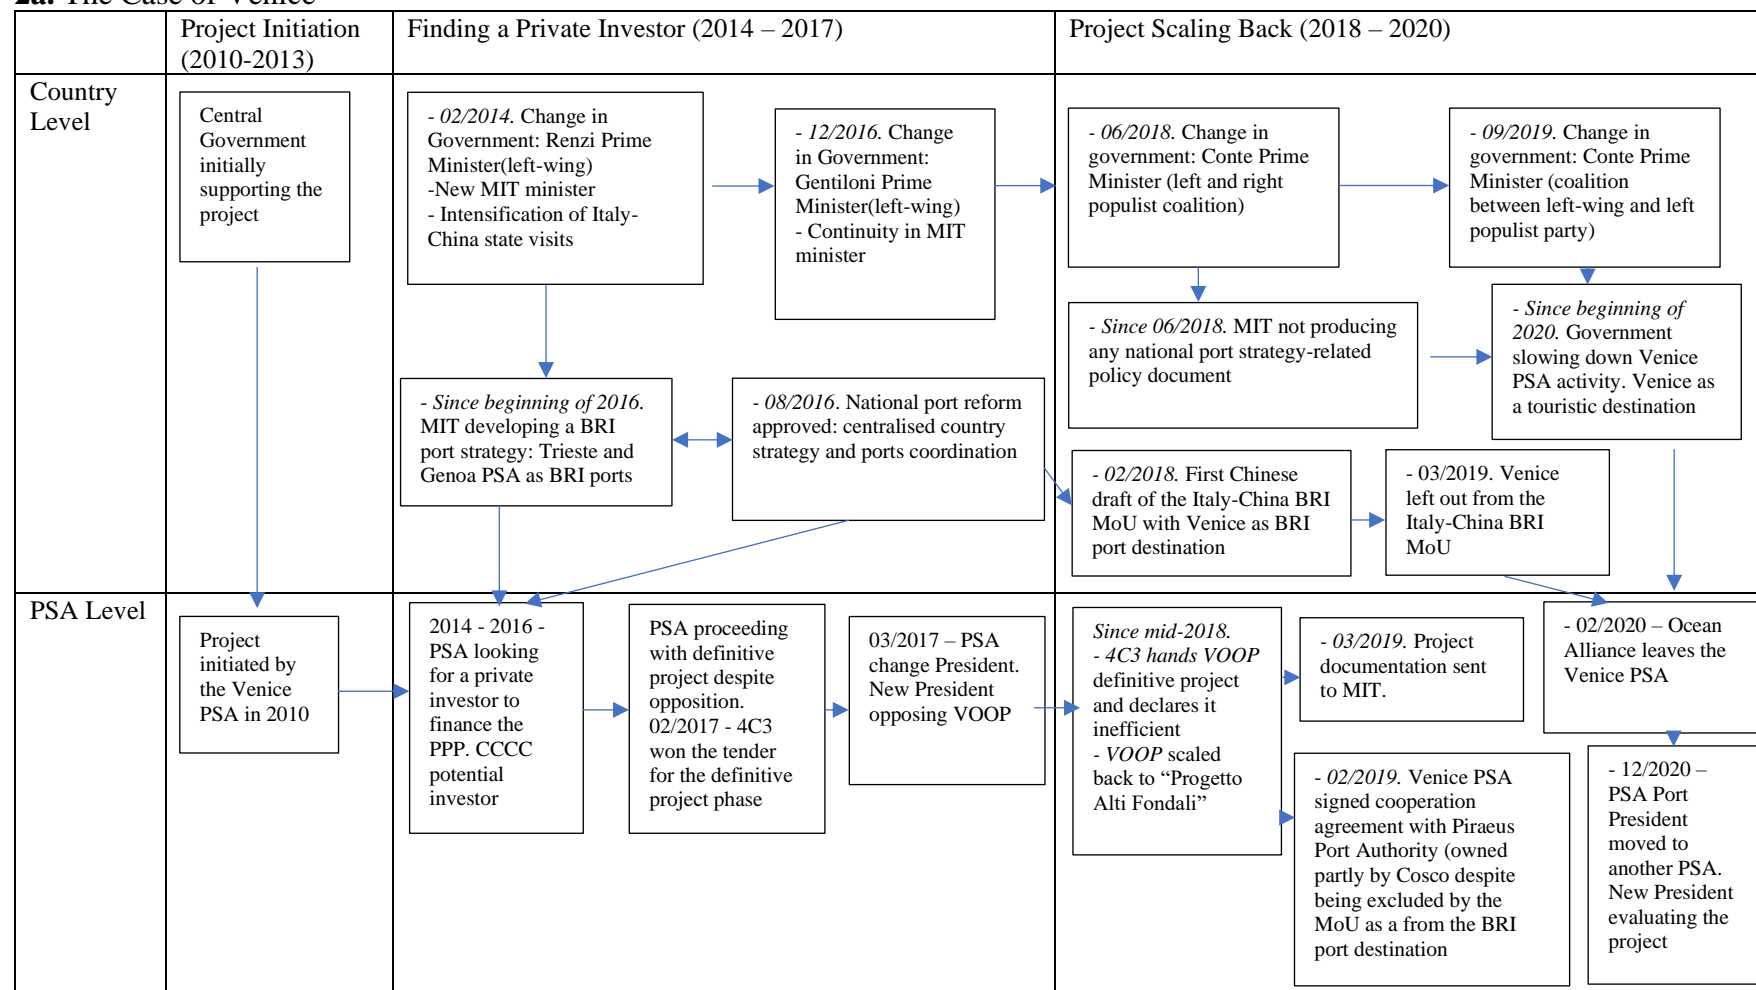 2a. The Case of Venice
Project Initiation
(2010-2013)
Finding a Private Investor (2014 – 2017)
Project Scaling Back (2018 – 2020)
Country
Level
Central
Government
initially
supporting the
project
- 02/2014. Change in
Government: Renzi Prime
Minister(left-wing)
-New MIT minister
- Intensification of Italy-
China state visits
- 12/2016. Change
in Government:
Gentiloni Prime
Minister(left-wing)
- Continuity in MIT
minister
- 06/2018. Change in
government: Conte Prime
Minister (left and right
populist coalition)
- 09/2019. Change in
government: Conte Prime
Minister (coalition
between left-wing and left
populist party)
- Since beginning of 2016.
MIT developing a BRI
port strategy: Trieste and
Genoa PSA as BRI ports
- 08/2016. National port reform
approved: centralised country
strategy and ports coordination
- Since 06/2018. MIT not producing
any national port strategy-related
policy document
- Since beginning of
2020. Government
slowing down Venice
PSA activity. Venice as
a touristic destination
- 02/2018. First Chinese
draft of the Italy-China BRI
MoU with Venice as BRI
port destination
- 03/2019. Venice
left out from the
Italy-China BRI
MoU
PSA Level
Project
initiated by
the Venice
PSA in 2010
2014 - 2016 -
PSA looking
for a private
investor to
finance the
PPP. CCCC
potential
investor
PSA proceeding
with definitive
project despite
opposition.
02/2017 - 4C3
won the tender
for the definitive
project phase
03/2017 – PSA
change President.
New President
opposing VOOP
Since mid-2018.
- 4C3 hands VOOP
definitive project
and declares it
inefficient
- VOOP scaled
back to “Progetto
Alti Fondali”
- 03/2019. Project
documentation sent
to MIT.
- 02/2019. Venice PSA
signed cooperation
agreement with Piraeus
Port Authority (owned
partly by Cosco despite
being excluded by the
MoU as a from the BRI
port destination
- 02/2020 – Ocean
Alliance leaves the
Venice PSA
- 12/2020 –
PSA Port
President
moved to
another PSA.
New President
evaluating the
project